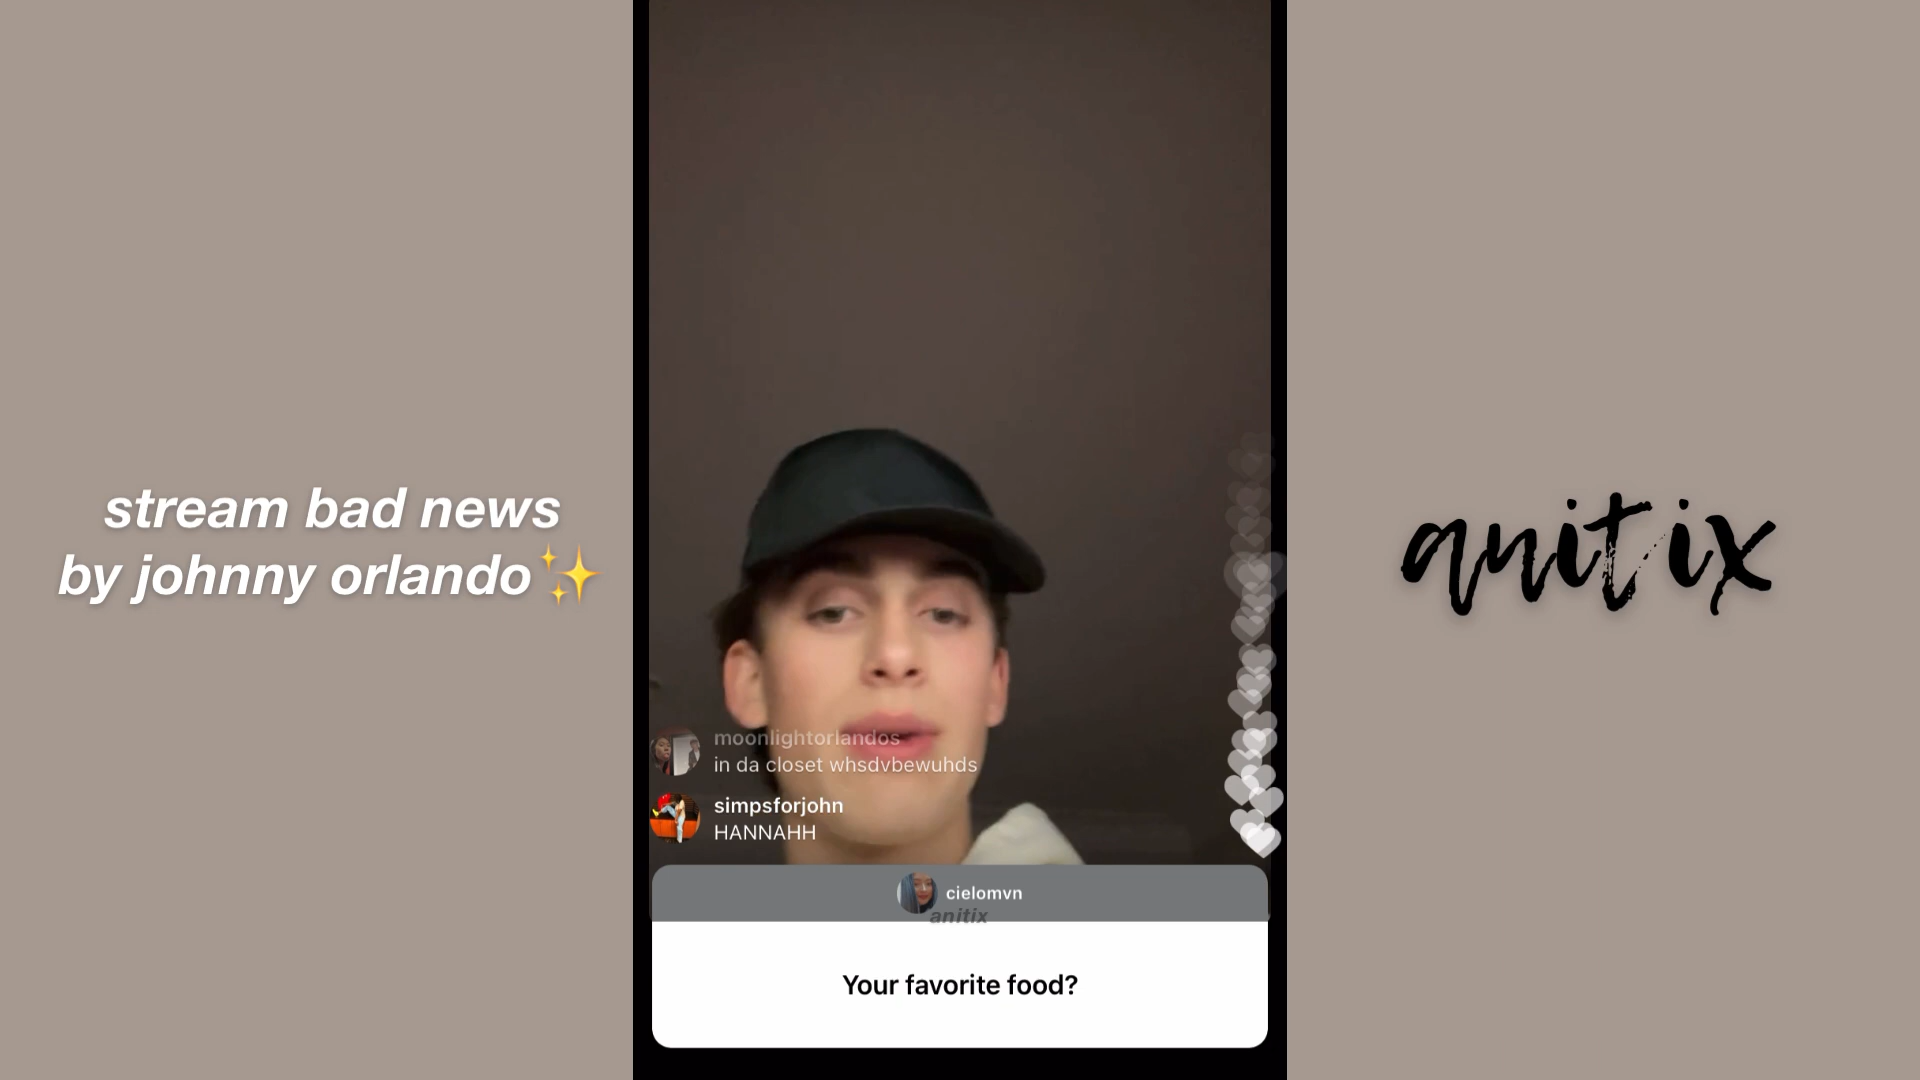 stream bad news
by johnny orlando✨
moonlightorlandos
in da closet whsdvbewuhds
simpsforjohn
HANNAHH
cielomvn
anitix
Your favorite food?
anitix